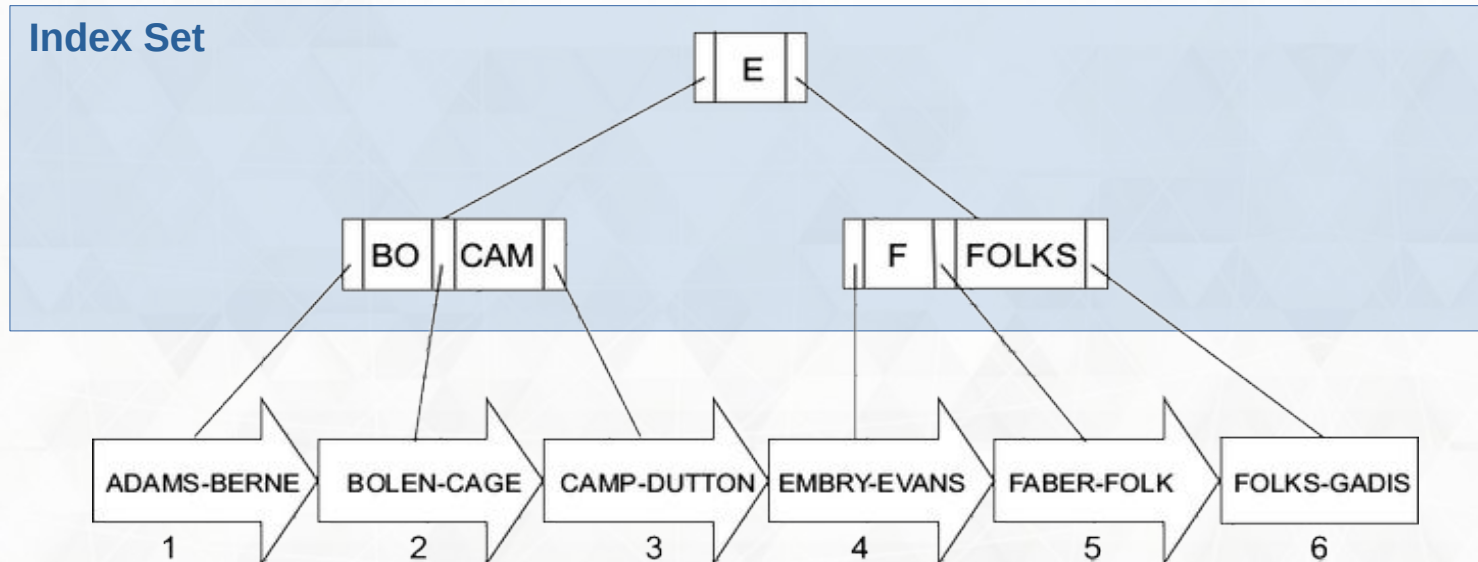 Index Set
E
BO CAM F FOLKS
ADAMS-BERNE BOLEN-CAGE CAMP-DUTTON EMBRY-EVANS FABER-FOLK FOLKS-GADIS
1 2 3 4 5 6